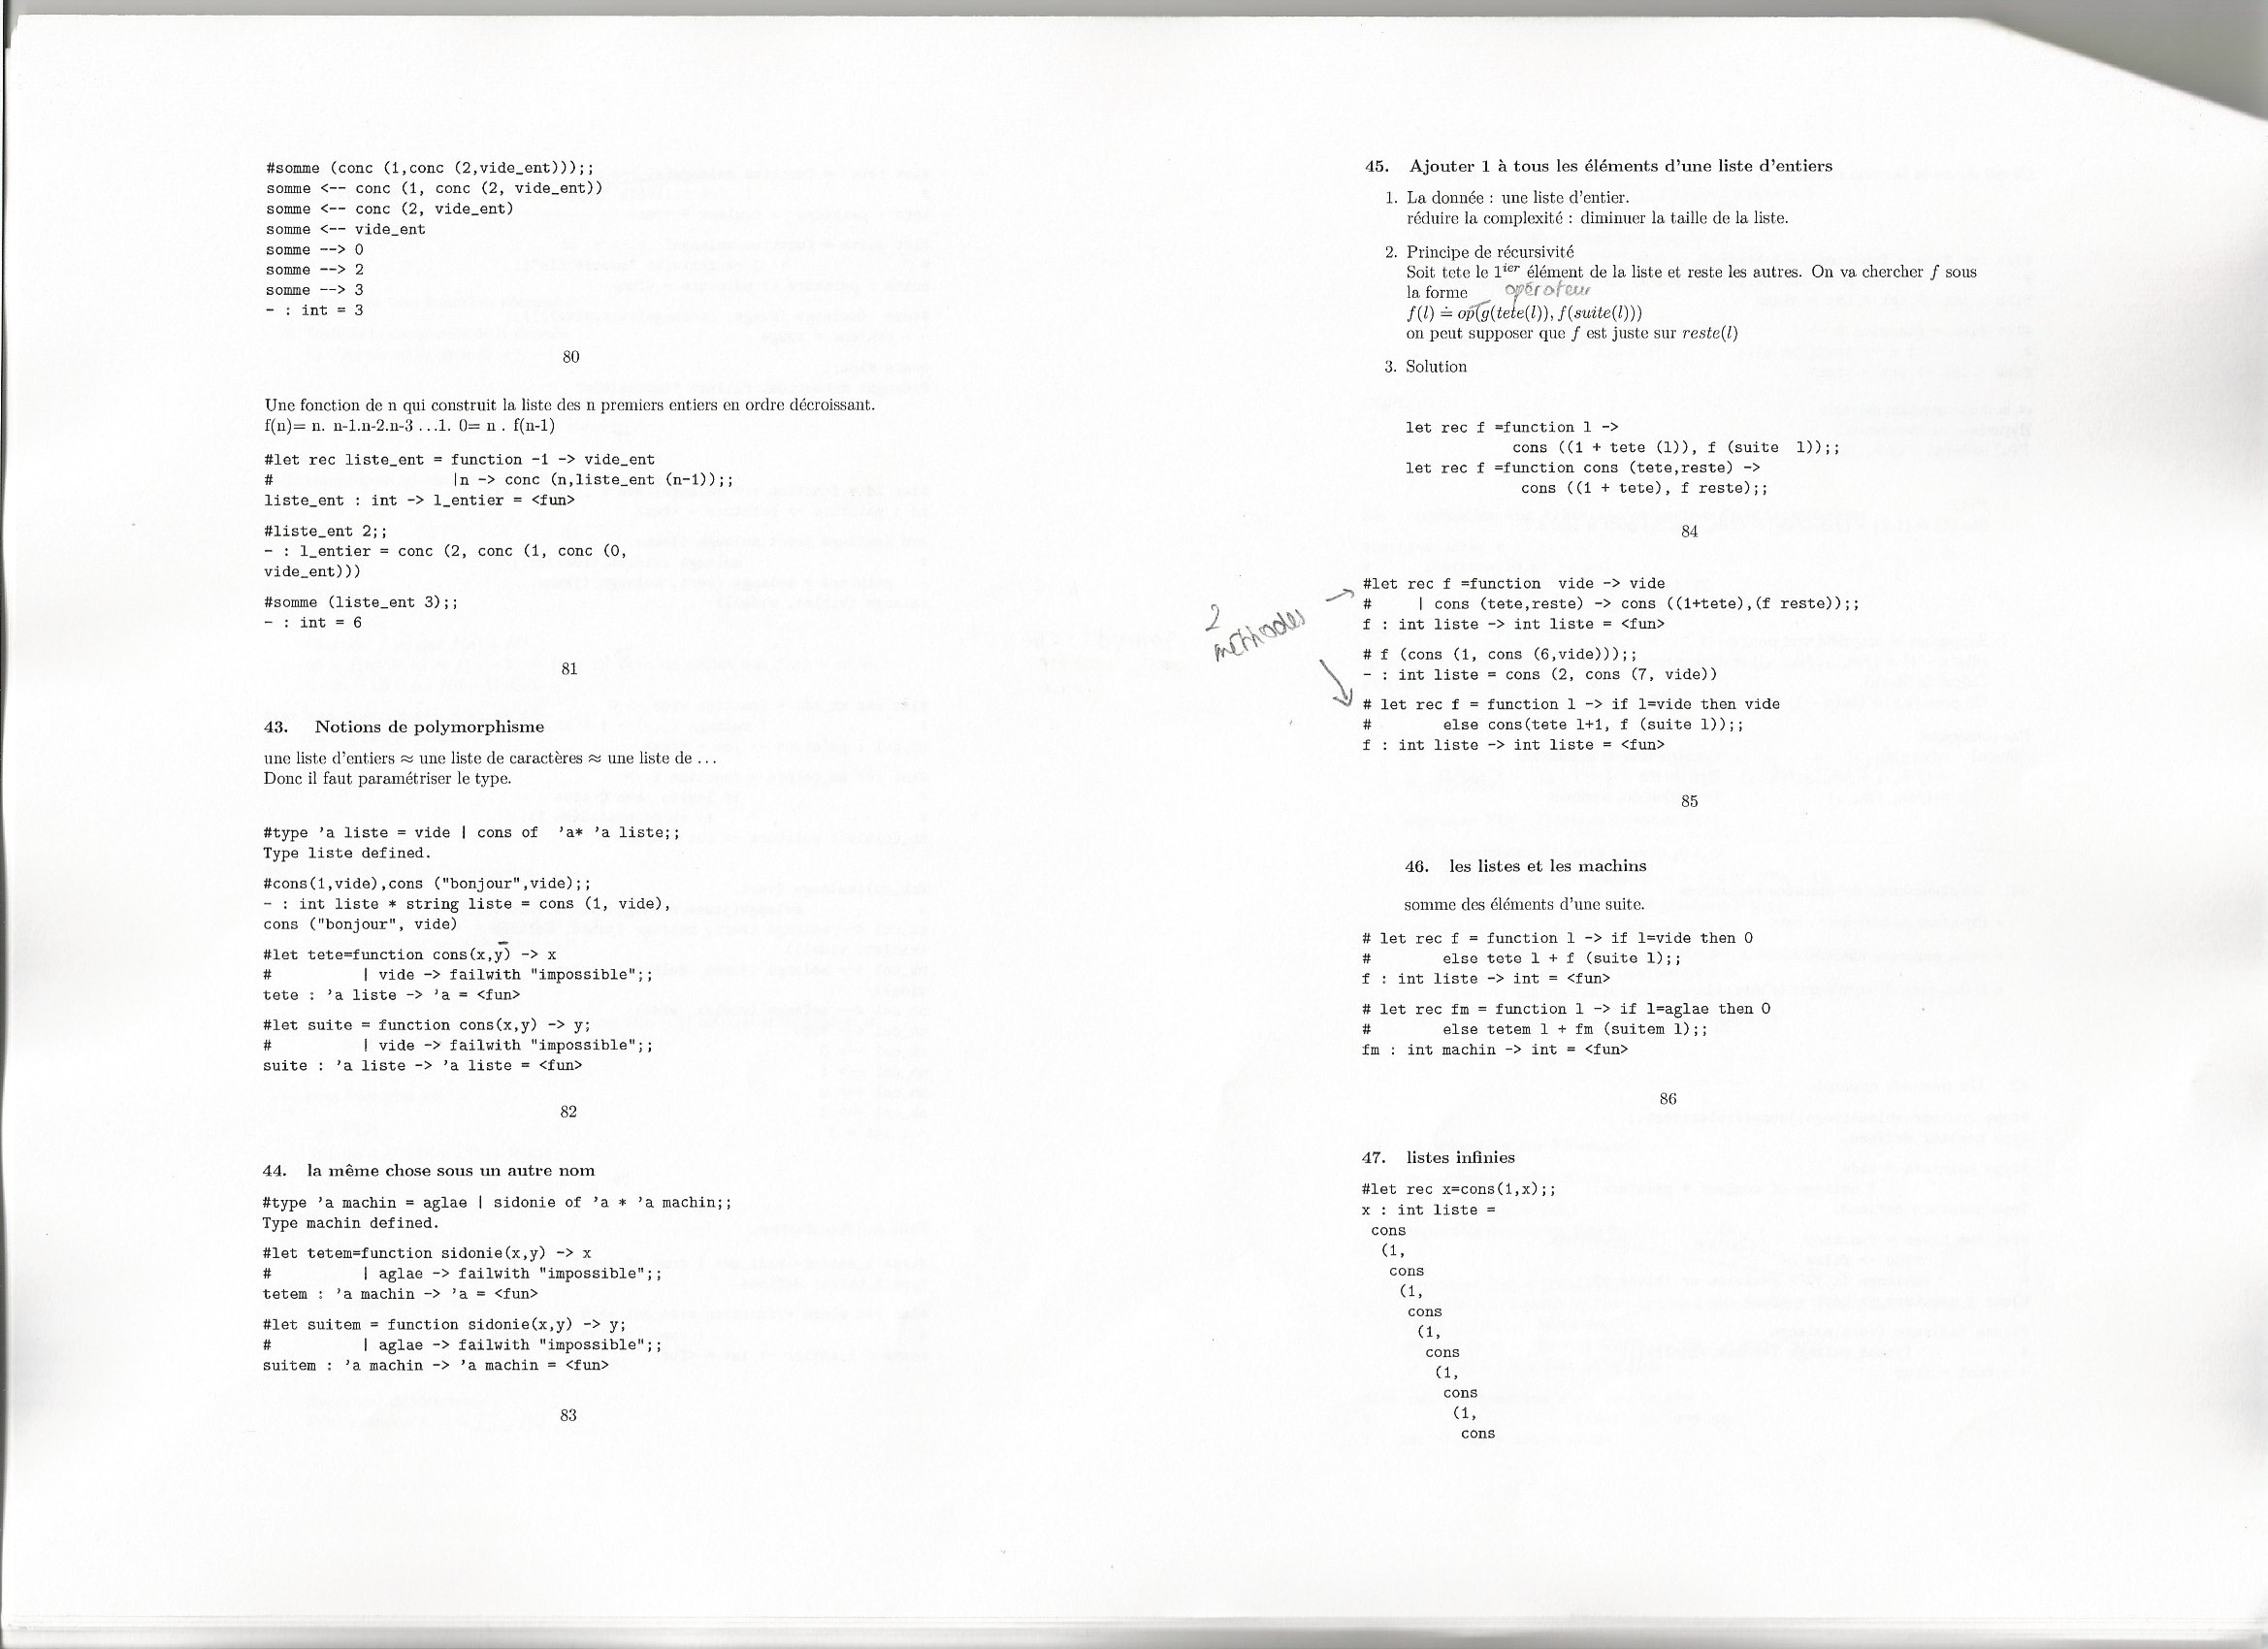 #somme (conc (1,conc (2,vide_ent)));;
somme <-- conc (1, conc (2, vide_ent))
somme <-- conc (2, vide_ent)
somme <-- vide_ent
somme --> 0
somme --> 2
somme --> 3
- : int = 3
80
Une fonction de n qui construit la liste des n premiers entiers en ordre décroissant.
f(n)= n. n-1.n-2.n-3 ...1. 0= n . f(n-1)
#let rec liste_ent = function -1 -> vide_ent
#                    |n -> conc (n,liste_ent (n-1));;
liste_ent : int -> l_entier = <fun>
#liste_ent 2;;
- : l_entier = conc (2, conc (1, conc (0,
vide_ent)))
#somme (liste_ent 3);;
- : int = 6
81
43. Notions de polymorphisme
une liste d'entiers ≈ une liste de caractères ≈ une liste de ...
Donc il faut paramétriser le type.
#type 'a liste = vide | cons of  'a* 'a liste;;
Type liste defined.
#cons(1,vide),cons ("bonjour",vide);;
- : int liste * string liste = cons (1, vide),
cons ("bonjour", vide)
#let tete=function cons(x,y) -> x
#          | vide -> failwith "impossible";;
tete : 'a liste -> 'a = <fun>
#let suite = function cons(x,y) -> y;
#          | vide -> failwith "impossible";;
suite : 'a liste -> 'a liste = <fun>
82
44. la même chose sous un autre nom
#type 'a machin = aglae | sidonie of 'a * 'a machin;;
Type machin defined.
#let tetem=function sidonie(x,y) -> x
#          | aglae -> failwith "impossible";;
tetem : 'a machin -> 'a = <fun>
#let suitem = function sidonie(x,y) -> y;
#          | aglae -> failwith "impossible";;
suitem : 'a machin -> 'a machin = <fun>
83
45. Ajouter 1 à tous les éléments d'une liste d'entiers
1. La donnée : une liste d'entier.
réduire la complexité : diminuer la taille de la liste.
2. Principe de récursivité
Soit tete le 1ier élément de la liste et reste les autres. On va chercher f sous
la forme opérateur
f(l) = op(g(tete(l)), f(suite(l)))
on peut supposer que f est juste sur reste(l)
3. Solution
let rec f =function l ->
            cons ((1 + tete (l)), f (suite  l));;
let rec f =function cons (tete,reste) ->
             cons ((1 + tete), f reste);;
84
2
méthodes
#let rec f =function  vide -> vide
#     | cons (tete,reste) -> cons ((1+tete),(f reste));;
f : int liste -> int liste = <fun>
# f (cons (1, cons (6,vide)));;
- : int liste = cons (2, cons (7, vide))
# let rec f = function l -> if l=vide then vide
#        else cons(tete l+1, f (suite l));;
f : int liste -> int liste = <fun>
85
46. les listes et les machins
somme des éléments d'une suite.
# let rec f = function l -> if l=vide then 0
#        else tete l + f (suite l);;
f : int liste -> int = <fun>
# let rec fm = function l -> if l=aglae then 0
#        else tetem l + fm (suitem l);;
fm : int machin -> int = <fun>
86
47. listes infinies
#let rec x=cons(1,x);;
x : int liste =
cons
(1,
cons
(1,
cons
(1,
cons
(1,
cons
(1,
cons